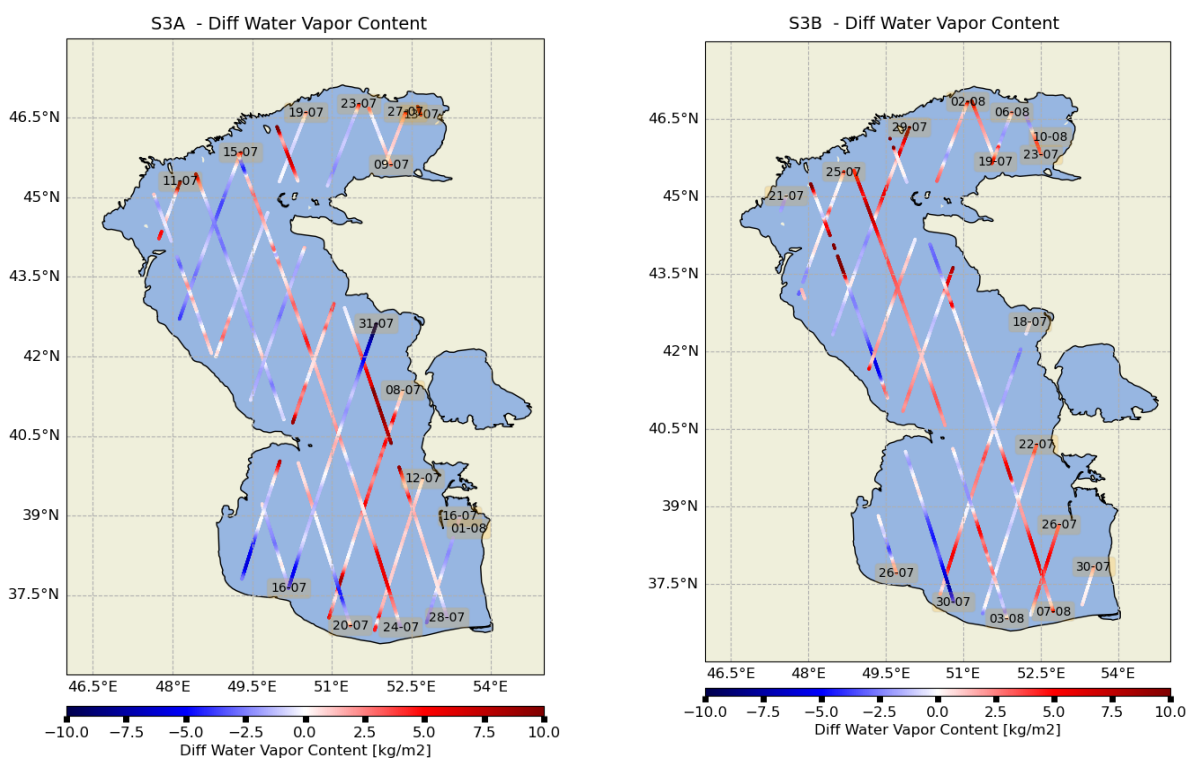 S3A - Diff Water Vapor Content
46.5°N
45°N
43.5°N
42°N
40.5°N
39°N
37.5°N
19-07
23-07
27-07
13-07
15-07
09-07
11-07
31-07
08-07
12-07
16-07
01-08
16-07
20-07
24-07
28-07
46.5°E 48°E 49.5°E 51°E 52.5°E 54°E
−10.0 −7.5 −5.0 −2.5 0.0 2.5 5.0 7.5 10.0
Diff Water Vapor Content [kg/m2]
S3B - Diff Water Vapor Content
46.5°N
45°N
43.5°N
42°N
40.5°N
39°N
37.5°N
02-08
06-08
29-07
10-08
23-07
19-07
25-07
21-07
18-07
22-07
26-07
26-07
30-07
30-07
03-08
07-08
46.5°E 48°E 49.5°E 51°E 52.5°E 54°E
−10.0 −7.5 −5.0 −2.5 0.0 2.5 5.0 7.5 10.0
Diff Water Vapor Content [kg/m2]